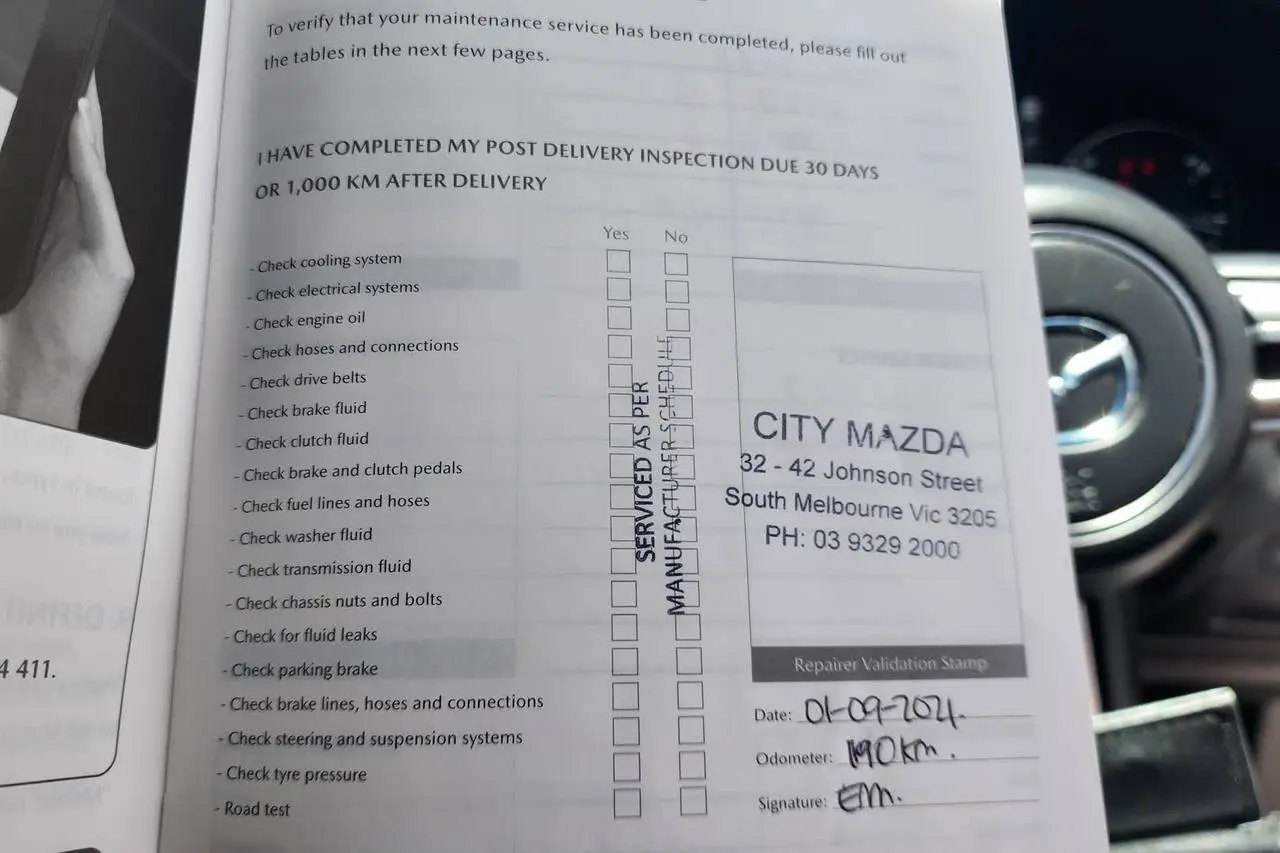 To verify that your maintenance service has been completed, please fill out
the tables in the next few pages.
I HAVE COMPLETED MY POST DELIVERY INSPECTION DUE 30 DAYS
OR 1,000 KM AFTER DELIVERY
Yes No
- Check cooling system
- Check electrical systems
- Check engine oil
- Check hoses and connections
- Check drive belts
- Check brake fluid
- Check clutch fluid
- Check brake and clutch pedals
- Check fuel lines and hoses
- Check washer fluid
- Check transmission fluid
- Check chassis nuts and bolts
- Check for fluid leaks
- Check parking brake
- Check brake lines, hoses and connections
- Check steering and suspension systems
- Check tyre pressure
- Road test
SERVICED AS PER
MANUFACTURER SCHEDULE
CITY MAZDA
32 - 42 Johnson Street
South Melbourne Vic 3205
PH: 03 9329 2000
Repairer Validation Stamp
Date: 01-09-2021.
Odometer: 190km.
Signature: EM.
4 411.